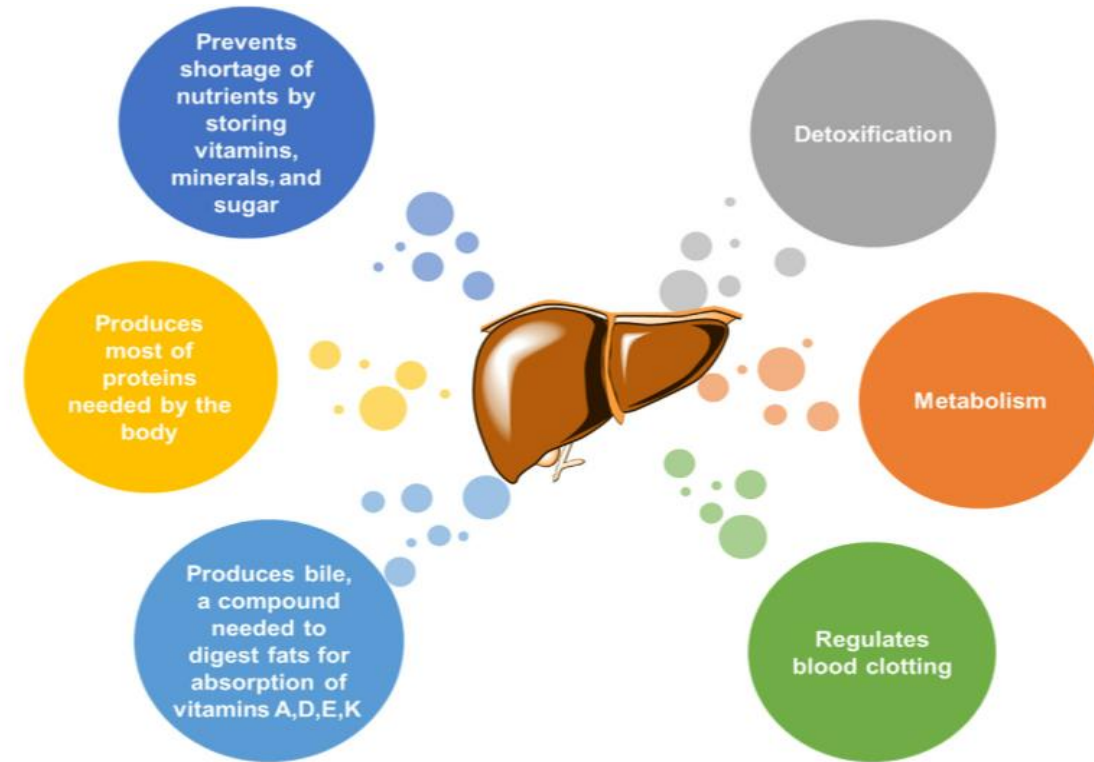 Prevents
shortage of
nutrients by
storing
vitamins,
minerals, and
sugar
Detoxification
Produces
most of
proteins
needed by the
body
Metabolism
Produces bile,
a compound
needed to
digest fats for
absorption of
vitamins A,D,E,K
Regulates
blood clotting